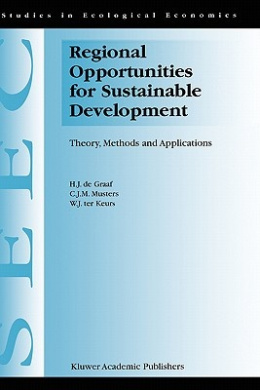 Studies in Ecological Economics
SEEC
Regional
Opportunities
for Sustainable
Development
Theory, Methods and Applications
H.J. de Graaf
C.J.M. Musters
W.J. ter Keurs
Kluwer Academic Publishers